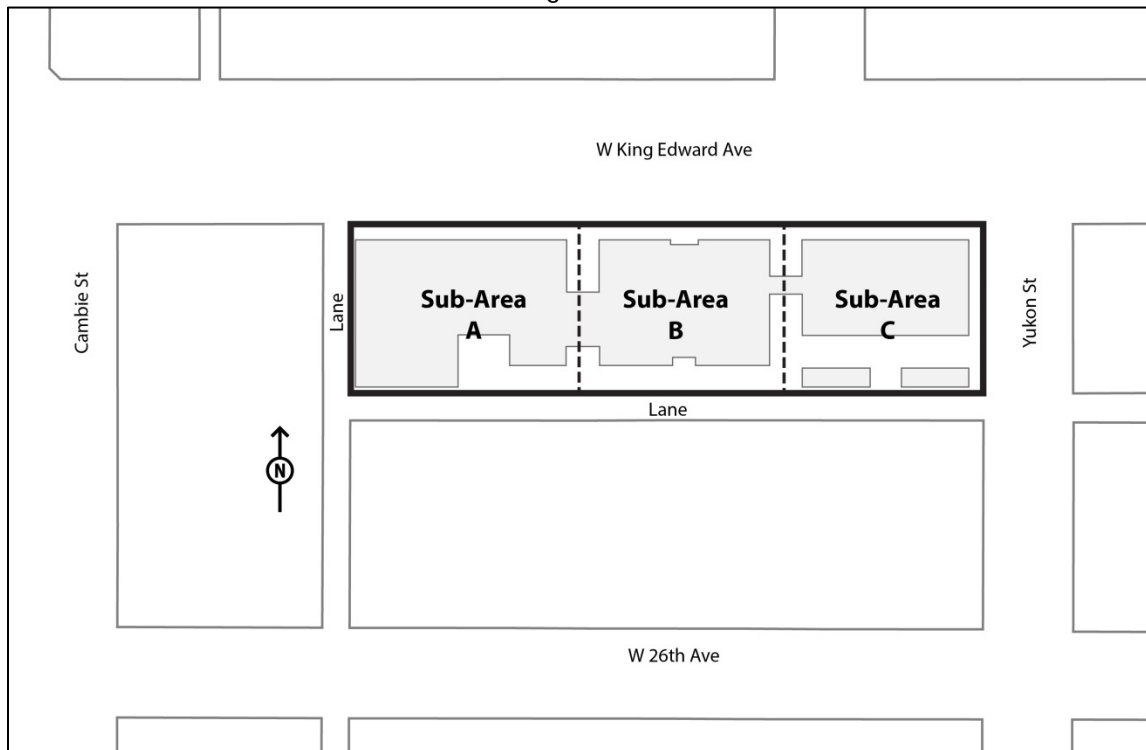 W King Edward Ave
Cambie St
Lane
Sub-Area
A
Sub-Area
B
Sub-Area
C
Yukon St
Lane
N
W 26th Ave